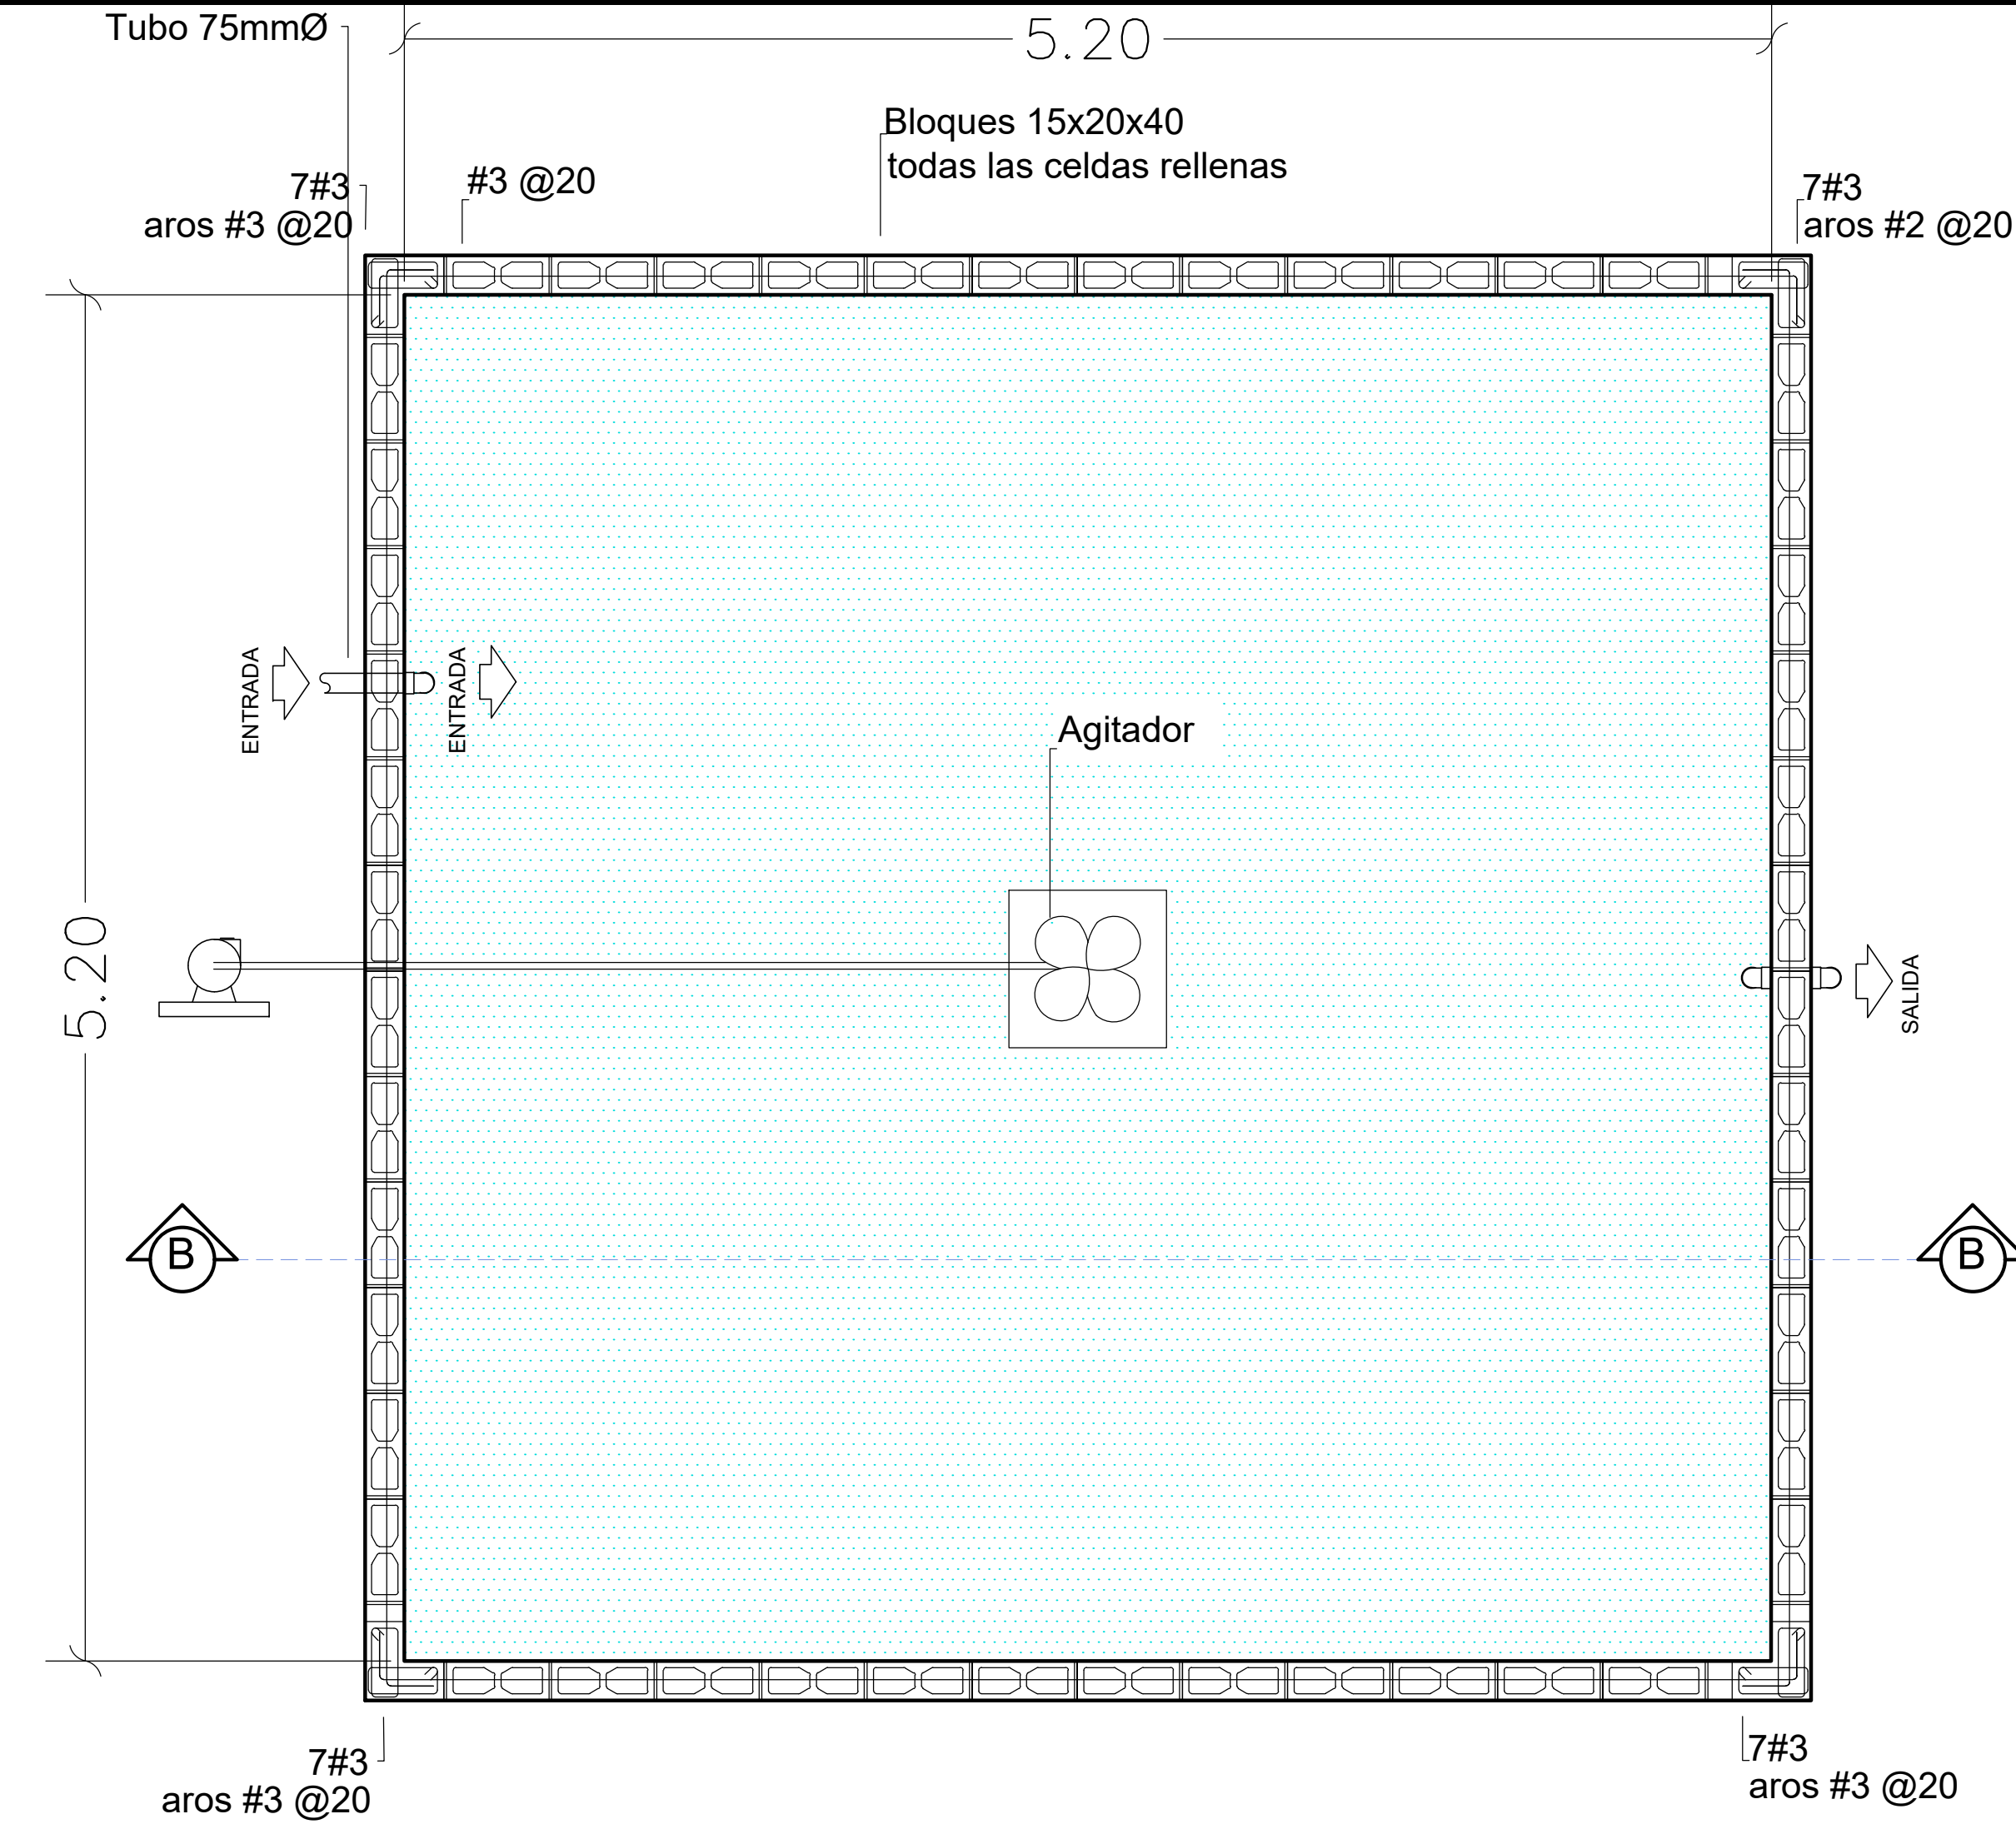 Tubo 75mmØ
5.20
Bloques 15x20x40
todas las celdas rellenas
7#3
aros #3 @20
#3 @20
7#3
aros #2 @20
ENTRADA
ENTRADA
Agitador
5.20
SALIDA
B
B
7#3
aros #3 @20
7#3
aros #3 @20